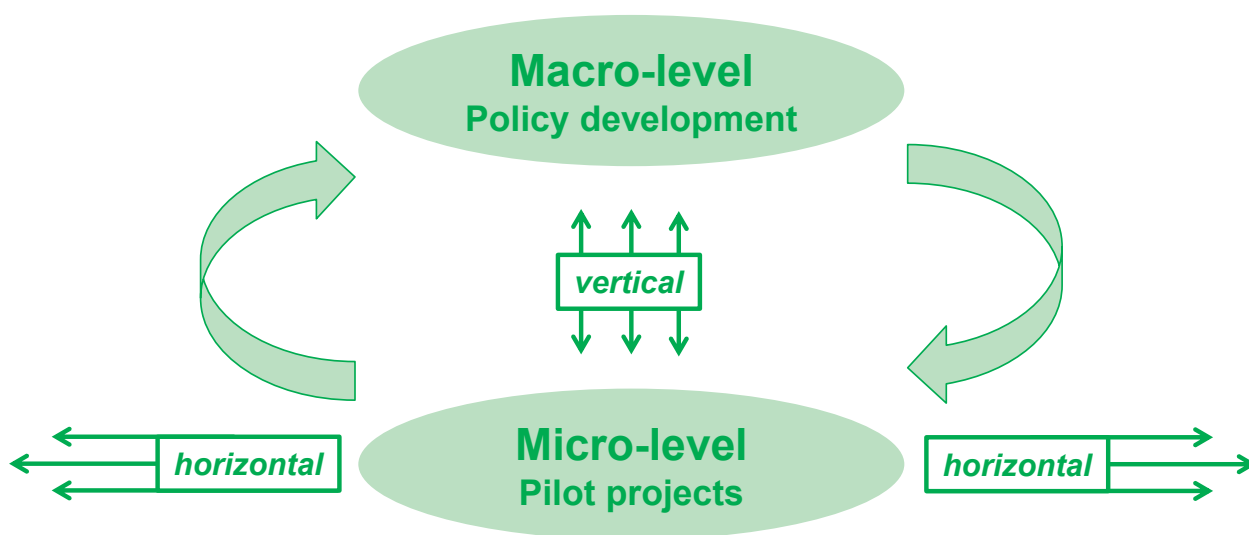 Macro-level
Policy development
vertical
horizontal
Micro-level
Pilot projects
horizontal